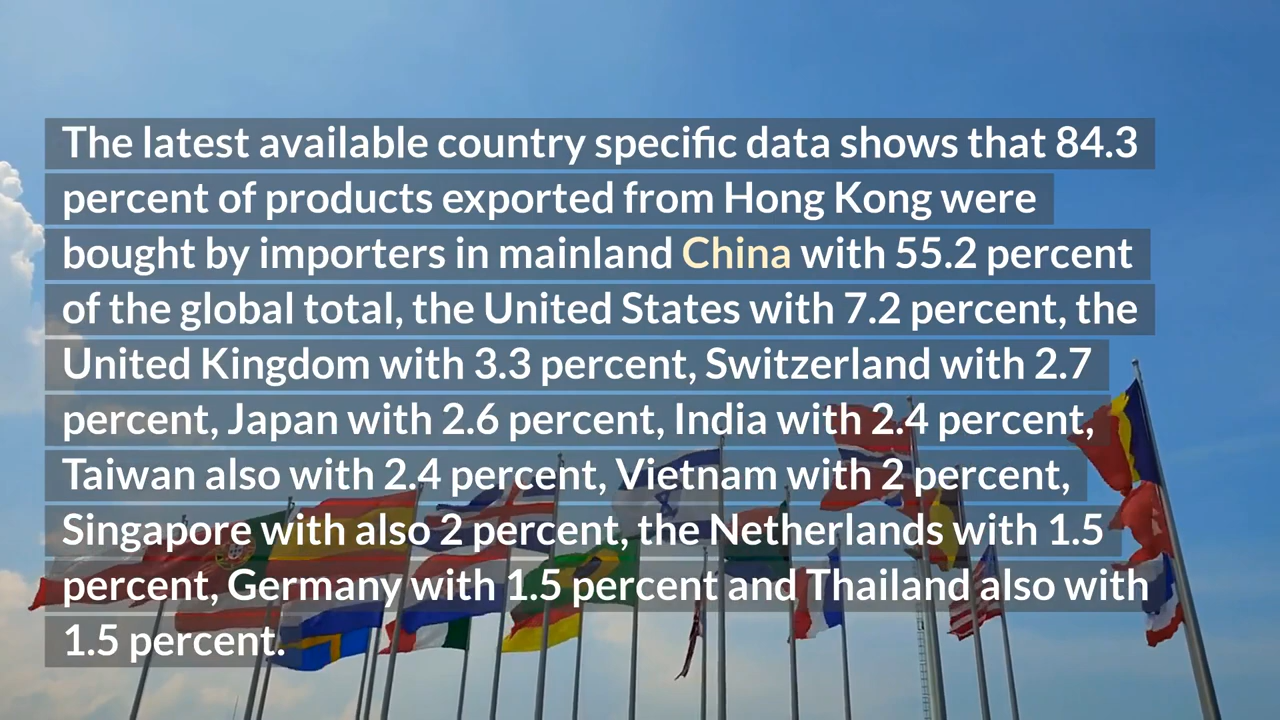 The latest available country specific data shows that 84.3
percent of products exported from Hong Kong were
bought by importers in mainland China with 55.2 percent
of the global total, the United States with 7.2 percent, the
United Kingdom with 3.3 percent, Switzerland with 2.7
percent, Japan with 2.6 percent, India with 2.4 percent,
Taiwan also with 2.4 percent, Vietnam with 2 percent,
Singapore with also 2 percent, the Netherlands with 1.5
percent, Germany with 1.5 percent and Thailand also with
1.5 percent.